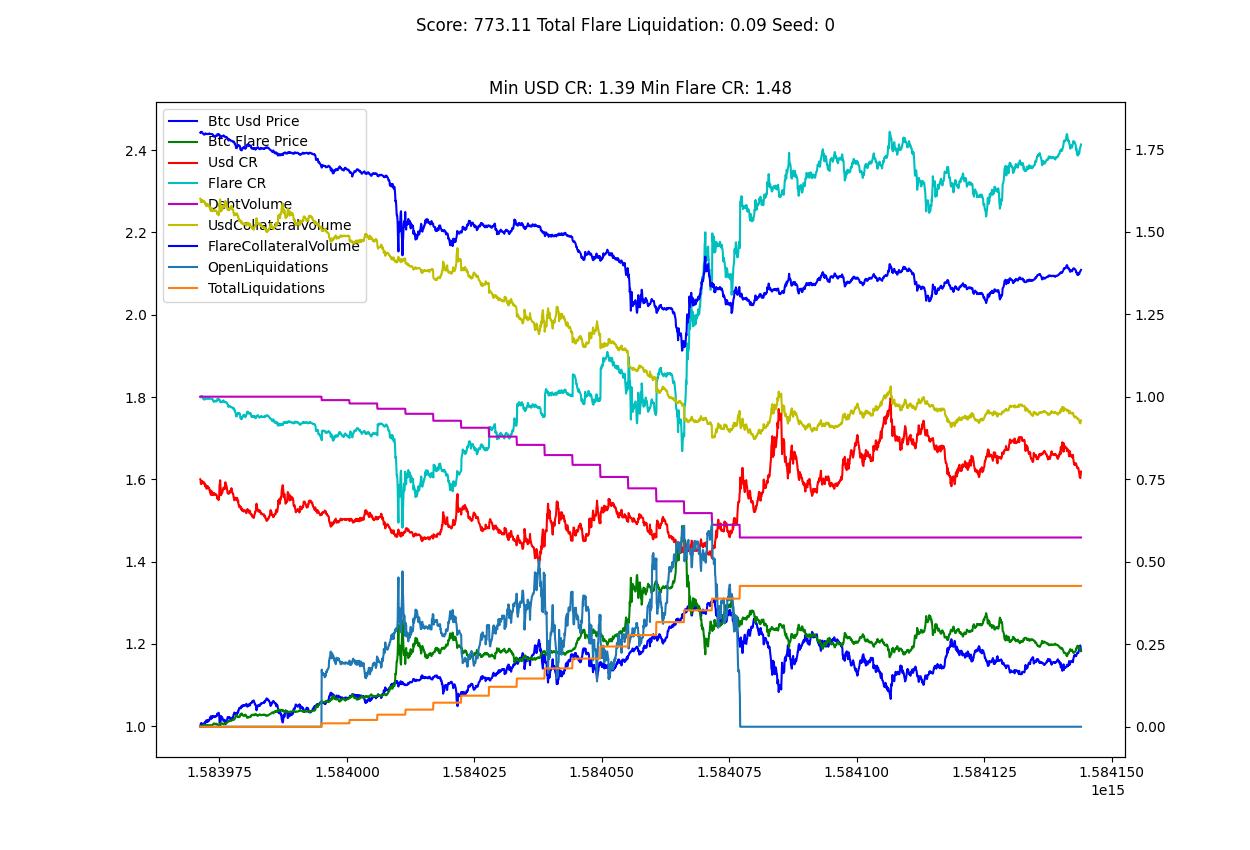 Score: 773.11 Total Flare Liquidation: 0.09 Seed: 0
Min USD CR: 1.39 Min Flare CR: 1.48
Btc Usd Price
Btc Flare Price
Usd CR
Flare CR
DebtVolume
UsdCollateralVolume
FlareCollateralVolume
OpenLiquidations
TotalLiquidations
2.4
2.2
2.0
1.8
1.6
1.4
1.2
1.0
1.75
1.50
1.25
1.00
0.75
0.50
0.25
0.00
1.583975 1.584000 1.584025 1.584050 1.584075 1.584100 1.584125 1.584150
1e15